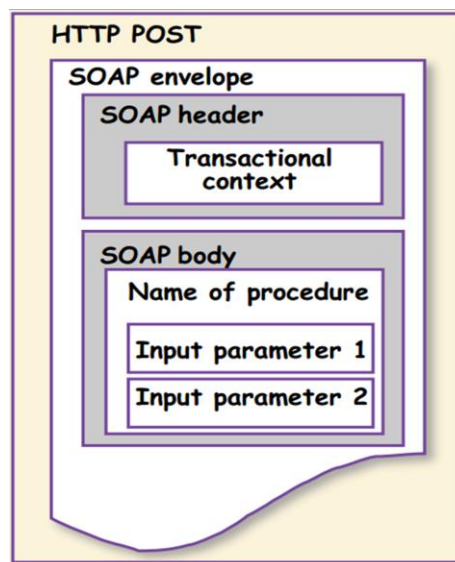 HTTP POST
SOAP envelope
SOAP header
Transactional
context
SOAP body
Name of procedure
Input parameter 1
Input parameter 2